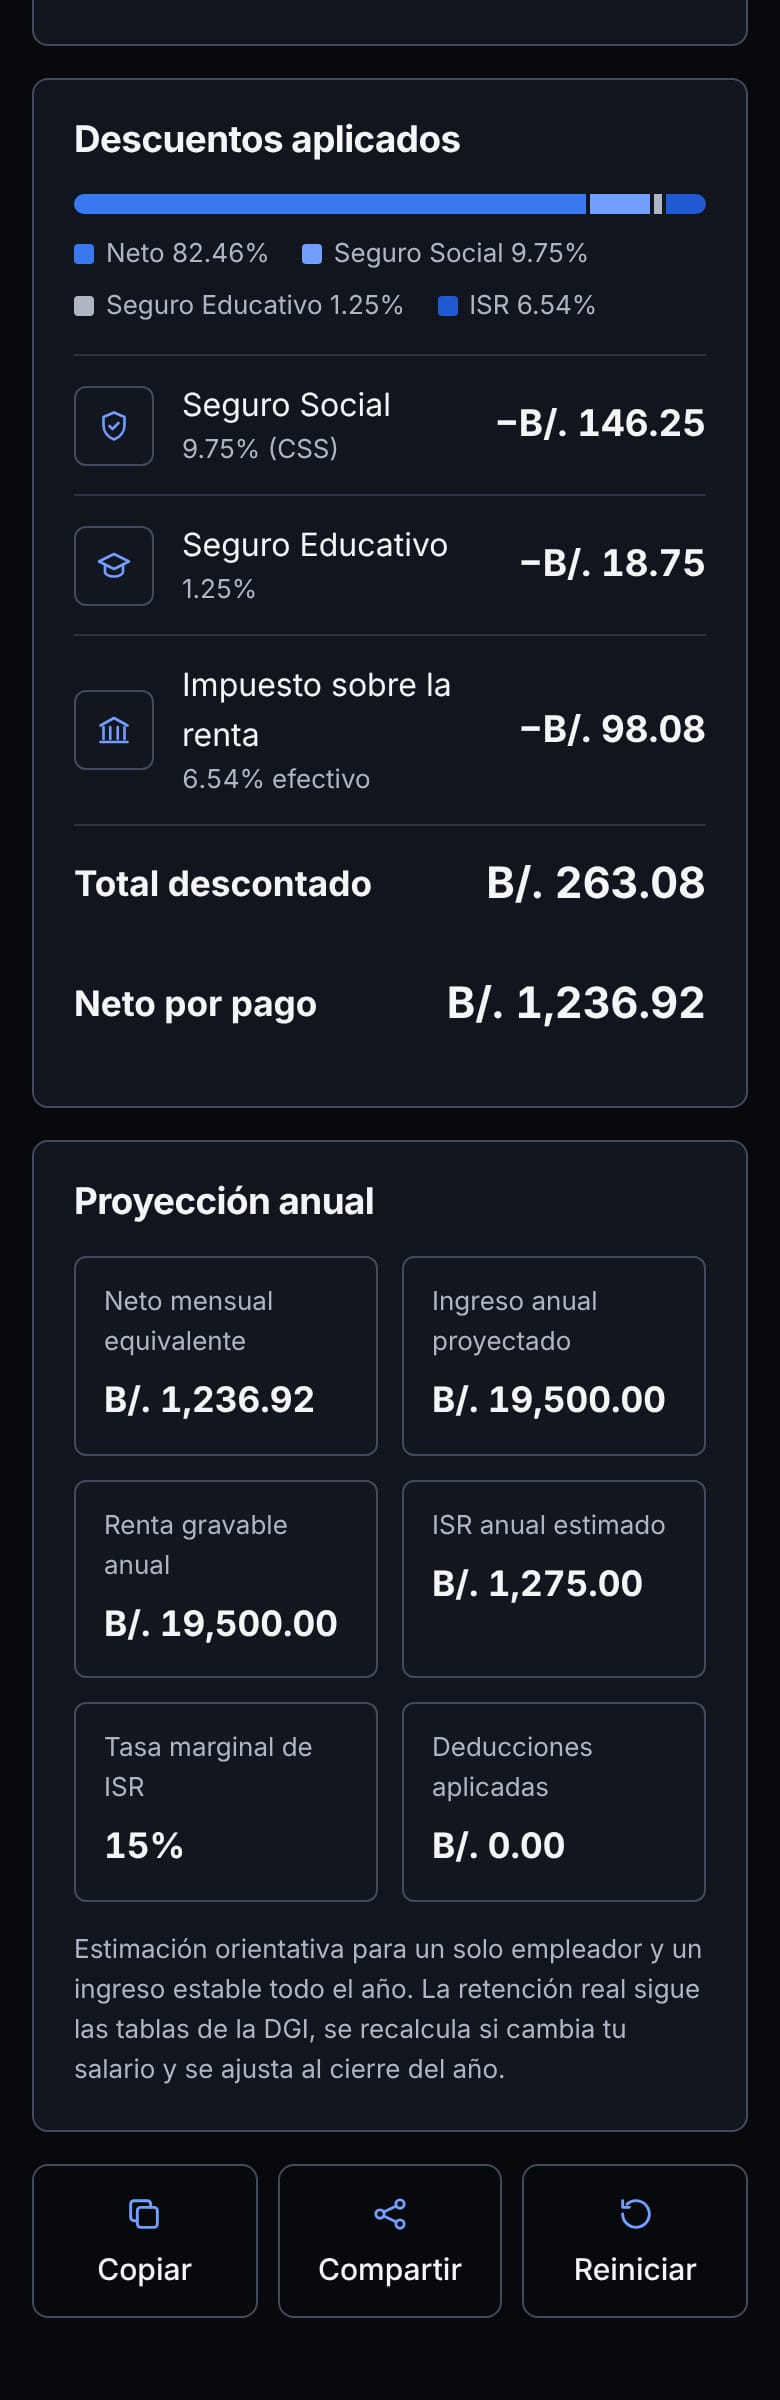 Descuentos aplicados
Neto 82.46% Seguro Social 9.75%
Seguro Educativo 1.25% ISR 6.54%
Seguro Social
9.75% (CSS)
−B/. 146.25
Seguro Educativo
1.25%
−B/. 18.75
Impuesto sobre la
renta
6.54% efectivo
−B/. 98.08
Total descontado B/. 263.08
Neto por pago B/. 1,236.92
Proyección anual
Neto mensual
equivalente
B/. 1,236.92
Ingreso anual
proyectado
B/. 19,500.00
Renta gravable
anual
B/. 19,500.00
ISR anual estimado
B/. 1,275.00
Tasa marginal de
ISR
15%
Deducciones
aplicadas
B/. 0.00
Estimación orientativa para un solo empleador y un
ingreso estable todo el año. La retención real sigue
las tablas de la DGI, se recalcula si cambia tu
salario y se ajusta al cierre del año.
Copiar
Compartir
Reiniciar